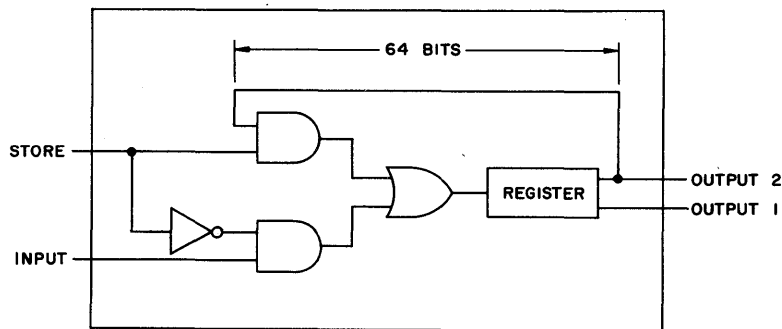 64 BITS
STORE
REGISTER
OUTPUT 2
OUTPUT 1
INPUT